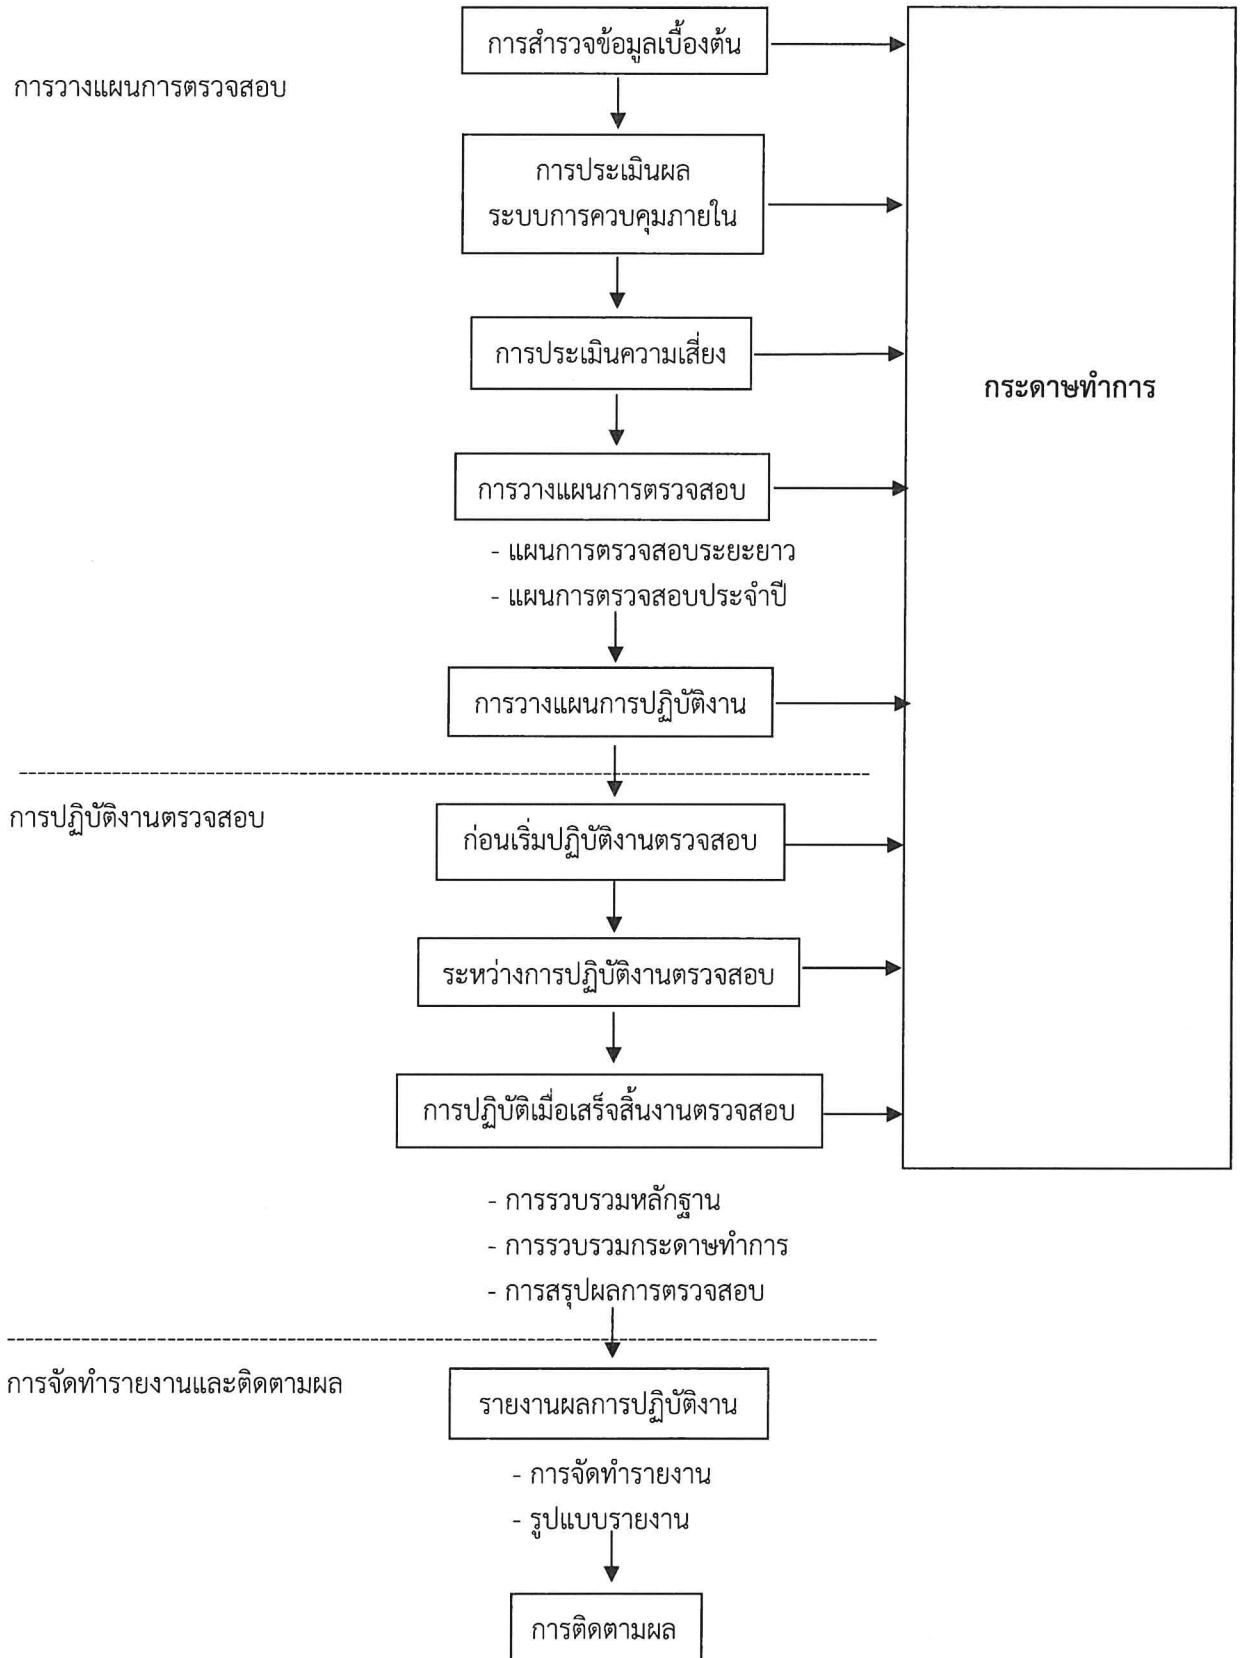 การสำรวจข้อมูลเบื้องต้น
การวางแผนการตรวจสอบ
การประเมินผล
ระบบการควบคุมภายใน
การประเมินความเสี่ยง
กระดาษทำการ
การวางแผนการตรวจสอบ
- แผนการตรวจสอบระยะยาว
- แผนการตรวจสอบประจำปี
การวางแผนการปฏิบัติงาน
การปฏิบัติงานตรวจสอบ
ก่อนเริ่มปฏิบัติงานตรวจสอบ
ระหว่างการปฏิบัติงานตรวจสอบ
การปฏิบัติเมื่อเสร็จสิ้นงานตรวจสอบ
- การรวบรวมหลักฐาน
- การรวบรวมกระดาษทำการ
- การสรุปผลการตรวจสอบ
การจัดทำรายงานและติดตามผล
รายงานผลการปฏิบัติงาน
- การจัดทำรายงาน
- รูปแบบรายงาน
การติดตามผล